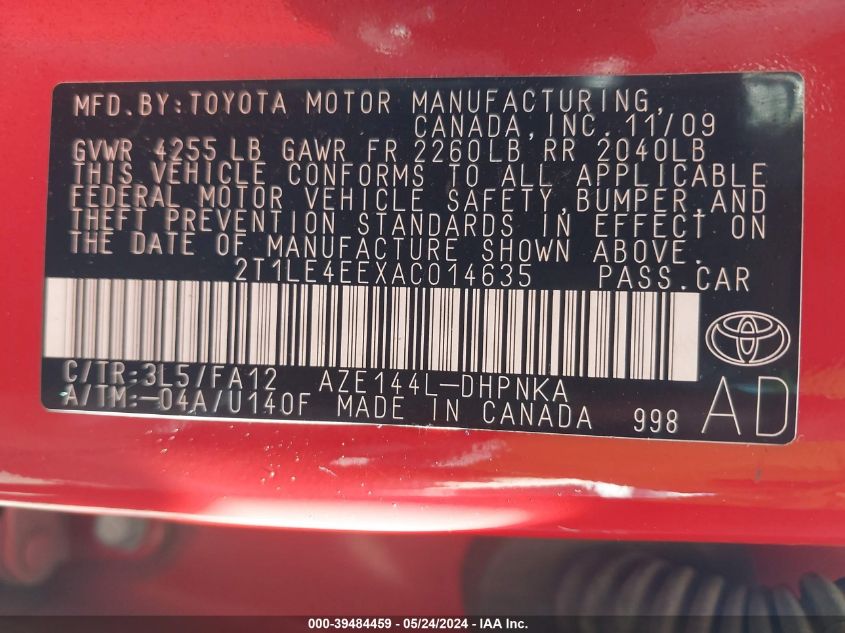 MFD.BY:TOYOTA MOTOR MANUFACTURING,
CANADA,INC.11/09
GVWR 4255LB GAWR FR 2260LB RR 2040LB
THIS VEHICLE CONFORMS TO ALL APPLICABLE
FEDERAL MOTOR VEHICLE SAFETY,BUMPER,AND
THEFT PREVENTION STANDARDS IN EFFECT ON
THE DATE OF MANUFACTURE SHOWN ABOVE.
2T1LE4EEXAC014635 PASS.CAR
C/TR:3L5/FA12 AZE144L-DHPNKA
A/TM:-04A/U140F MADE IN CANADA 998 AD
000-39484459 - 05/24/2024 - IAA Inc.